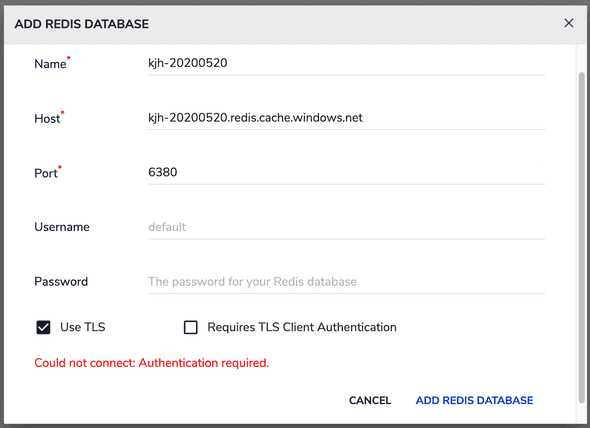 ADD REDIS DATABASE
Name*
kjh-20200520
Host*
kjh-20200520.redis.cache.windows.net
Port*
6380
Username
default
Password
The password for your Redis database
Use TLS
Requires TLS Client Authentication
Could not connect: Authentication required.
CANCEL
ADD REDIS DATABASE